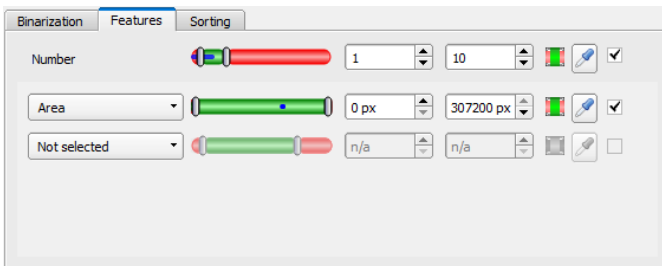 Binarization Features Sorting
Number 1 10
Area 0 px 307200 px
Not selected n/a n/a